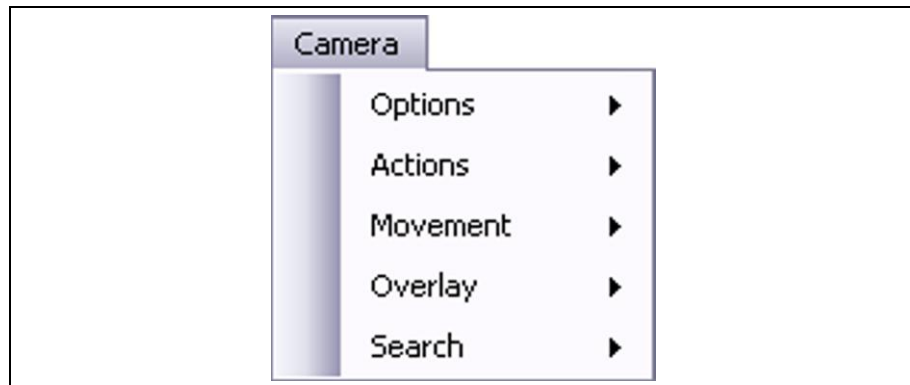 Camera
Options
Actions
Movement
Overlay
Search